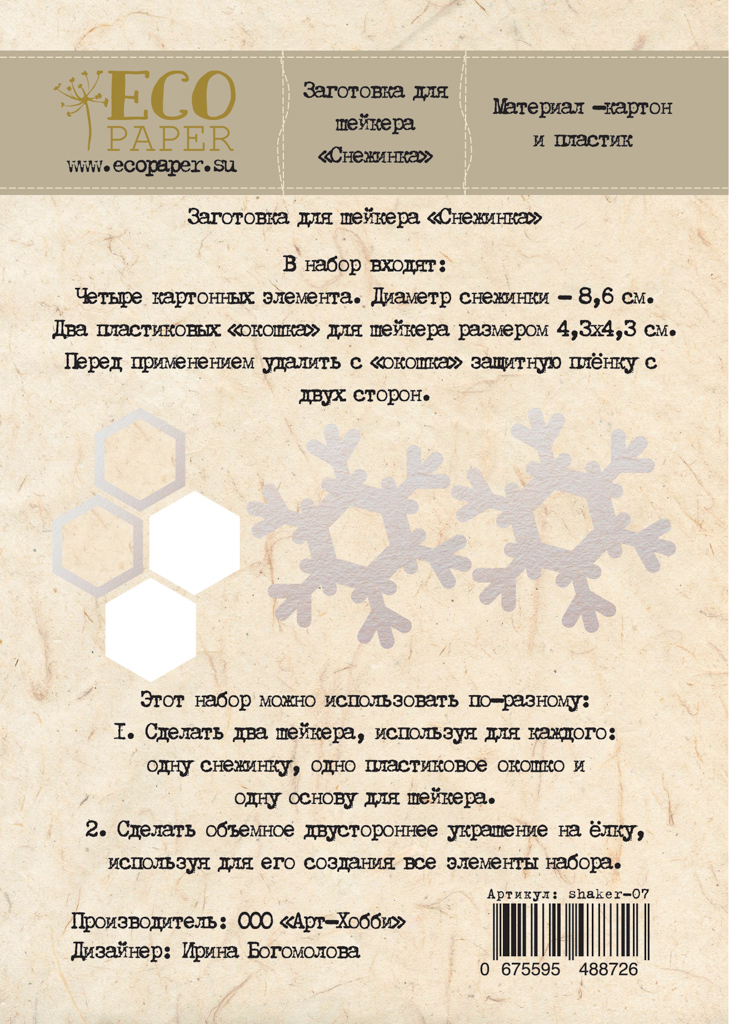 ECO
PAPER
www.ecopaper.su
Заготовка для
шейкера
«Снежинка»
Материал –картон
и пластик
Заготовка для шейкера «Снежинка»
В набор входят:
Четыре картонных элемента. Диаметр снежинки – 8,6 см.
Два пластиковых «окошка» для шейкера размером 4,3х4,3 см.
Перед применением удалить с «окошка» защитную плёнку с
двух сторон.
Этот набор можно использовать по–разному:
1. Сделать два шейкера, используя для каждого:
одну снежинку, одно пластиковое окошко и
одну основу для шейкера.
2. Сделать объемное двустороннее украшение на ёлку,
используя для его создания все элементы набора.
Производитель: ООО «Арт–Хобби»
Дизайнер: Ирина Богомолова
Артикул: shaker–07
0 675595 488726